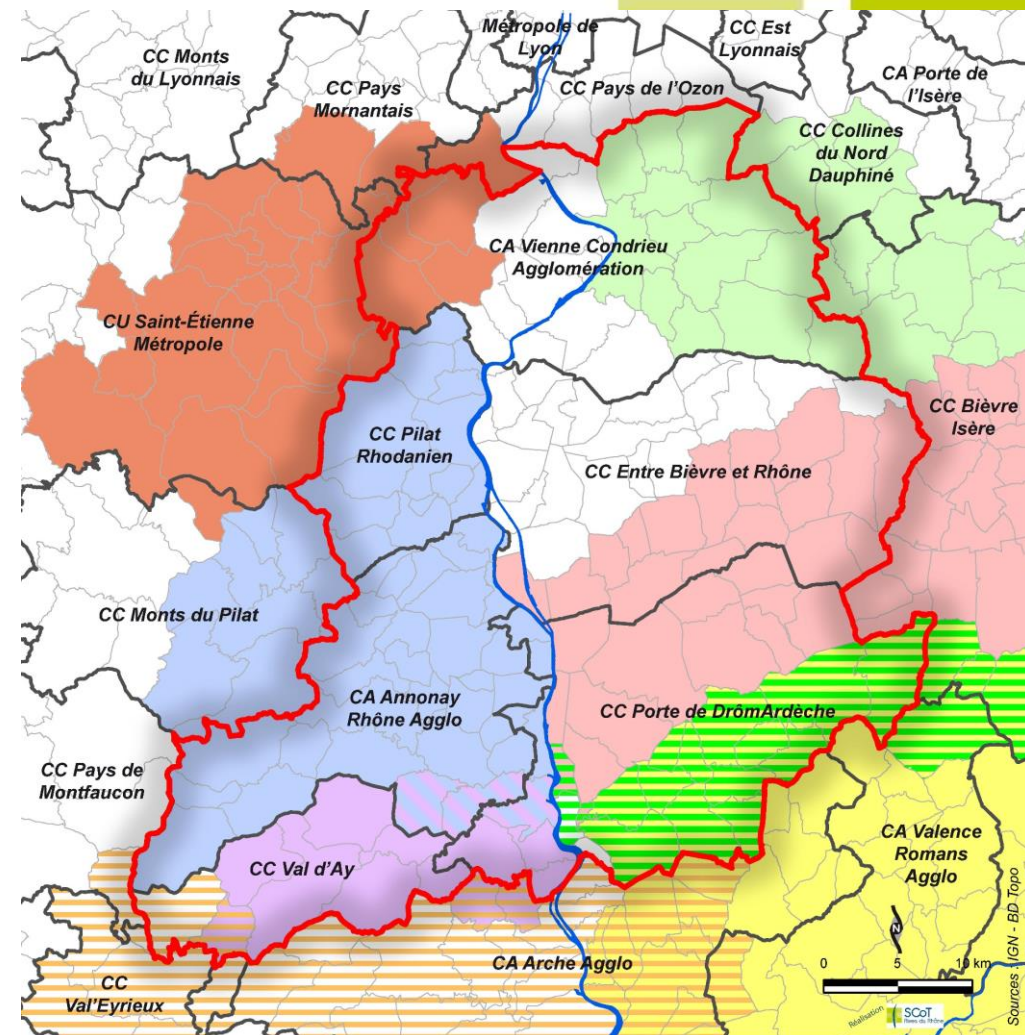 CC Monts
du Lyonnais
Métropole de
Lyon
CC Est
Lyonnais
CC Pays
Mornantais
CC Pays de l'Ozon
CA Porte de
l'Isère
CC Collines
du Nord
Dauphiné
CA Vienne Condrieu
Agglomération
CU Saint-Étienne
Métropole
CC Bièvre
Isère
CC Pilat
Rhodanien
CC Entre Bièvre et Rhône
CC Monts du Pilat
CA Annonay
Rhône Agglo
CC Porte de DrômArdèche
CC Pays de
Montfaucon
CA Valence
Romans
Agglo
CC Val d'Ay
N
CA Arche Agglo
0 5 10 km
CC
Val'Eyrieux
Réalisation
SCoT
Rives du Rhône
Sources : IGN - BD Topo